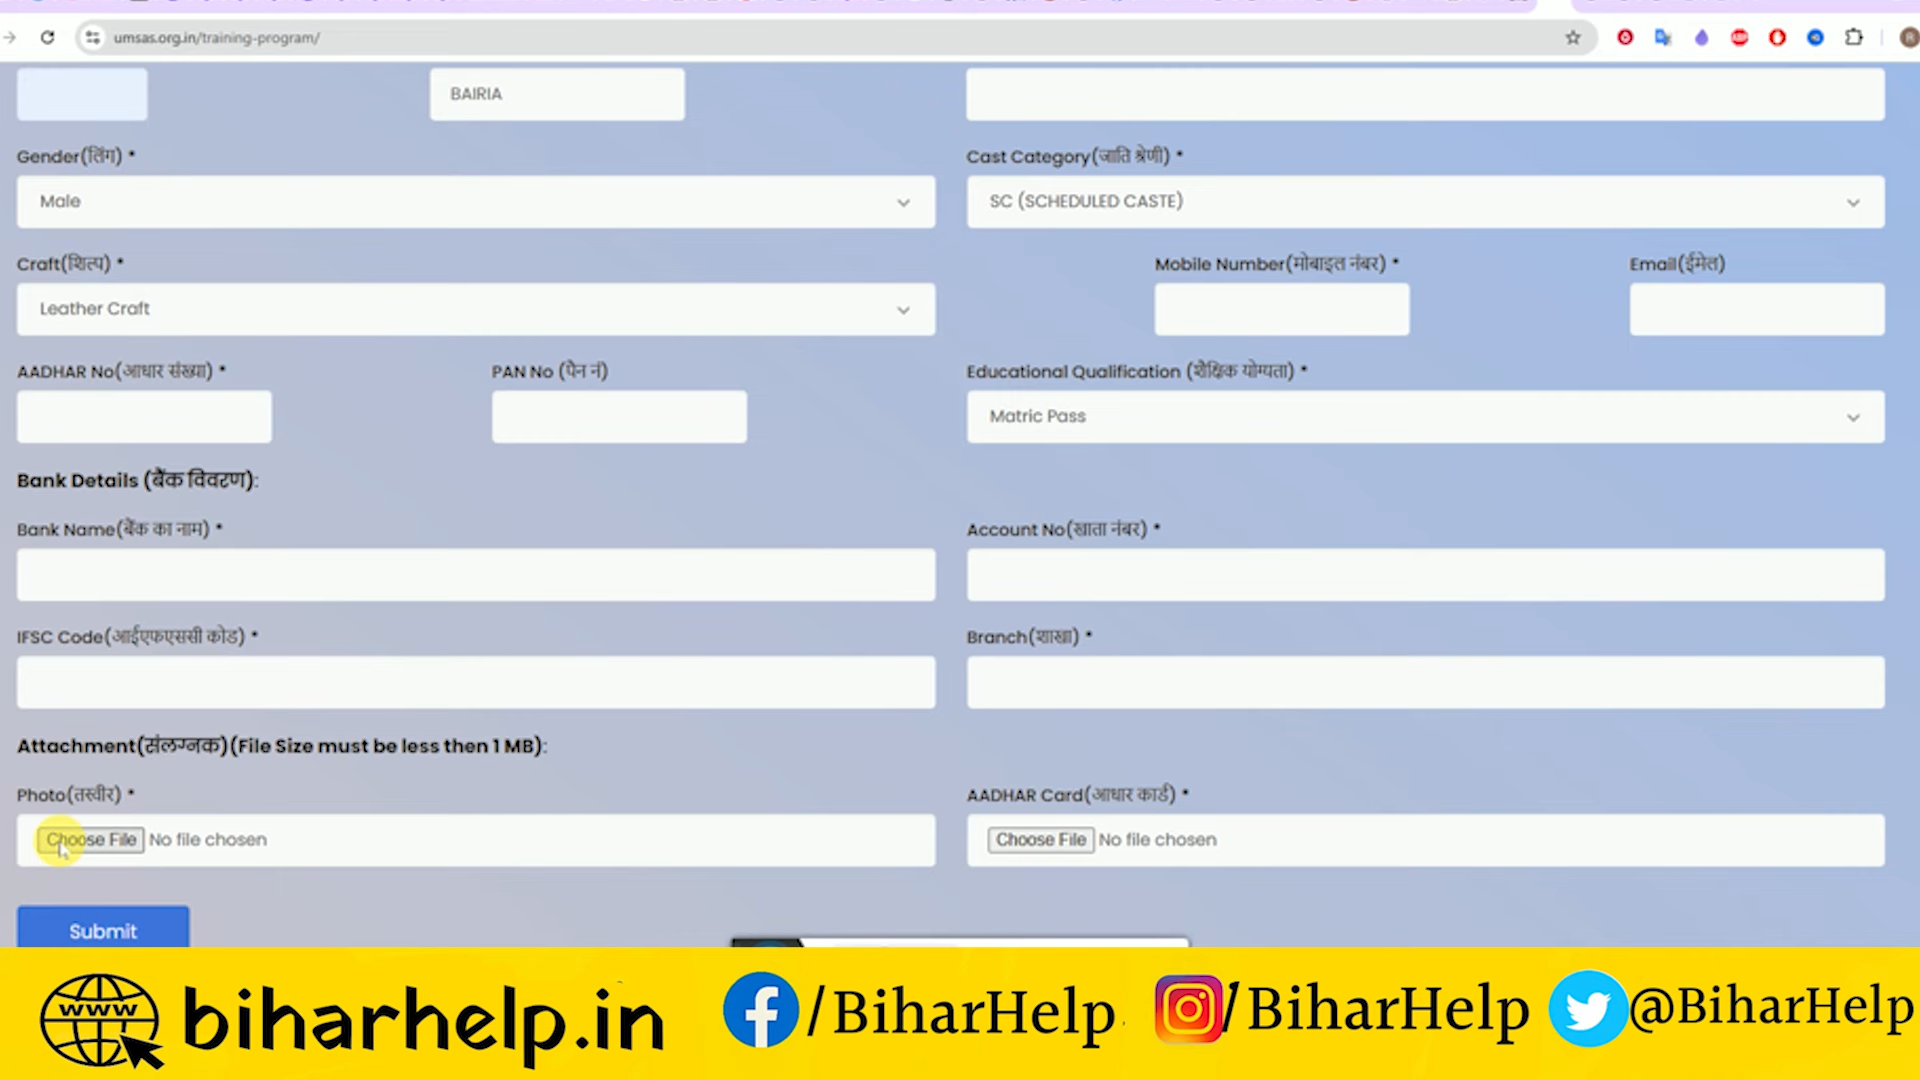 umsas.org.in/training-program/
BAIRIA
Gender(लिंग) * Cast Category(जाति श्रेणी) *
Male SC (SCHEDULED CASTE)
Craft(शिल्प) * Mobile Number(मोबाइल नंबर) * Email(ईमेल)
Leather Craft
AADHAR No(आधार संख्या) * PAN No (पैन नं) Educational Qualification (शैक्षिक योग्यता) *
Matric Pass
Bank Details (बैंक विवरण):
Bank Name(बैंक का नाम) * Account No(खाता नंबर) *
IFSC Code(आईएफएससी कोड) * Branch(शाखा) *
Attachment(संलग्नक)(File Size must be less then 1 MB):
Photo(तस्वीर) * AADHAR Card(आधार कार्ड) *
Choose File No file chosen Choose File No file chosen
Submit
www biharhelp.in /BiharHelp /BiharHelp @BiharHelp